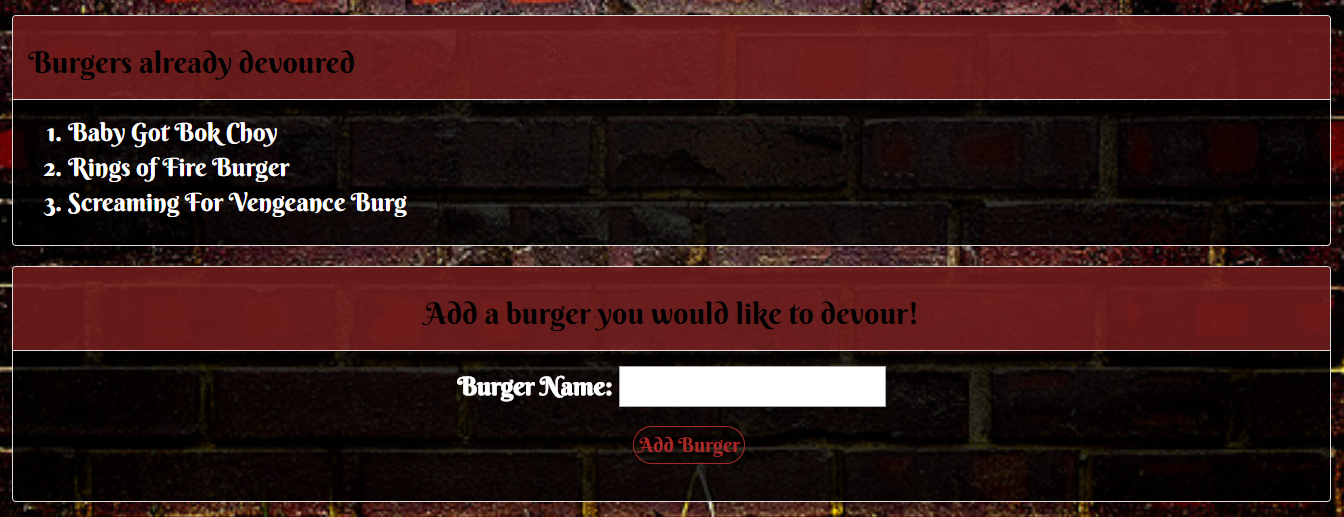 Burgers already devoured
1. Baby Got Bok Choy
2. Rings of Fire Burger
3. Screaming For Vengeance Burg
Add a burger you would like to devour!
Burger Name:
Add Burger